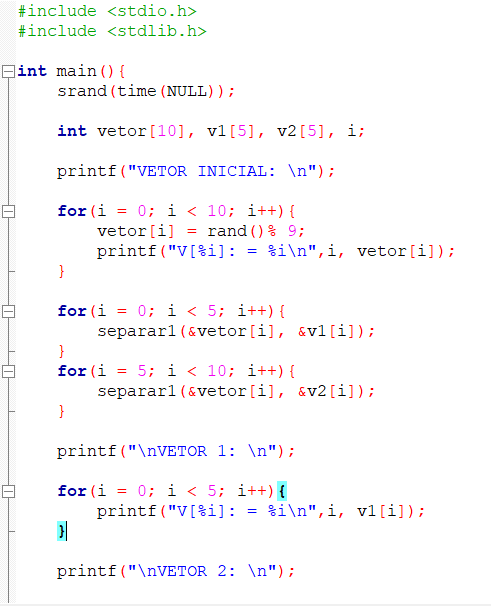 #include <stdio.h>
#include <stdlib.h>
int main(){
srand(time(NULL));
int vetor[10], v1[5], v2[5], i;
printf("VETOR INICIAL: \n");
for(i = 0; i < 10; i++){
vetor[i] = rand()% 9;
printf("V[%i]: = %i\n",i, vetor[i]);
}
for(i = 0; i < 5; i++){
separar1(&vetor[i], &v1[i]);
}
for(i = 5; i < 10; i++){
separar1(&vetor[i], &v2[i]);
}
printf("\nVETOR 1: \n");
for(i = 0; i < 5; i++){
printf("V[%i]: = %i\n",i, v1[i]);
}
printf("\nVETOR 2: \n");